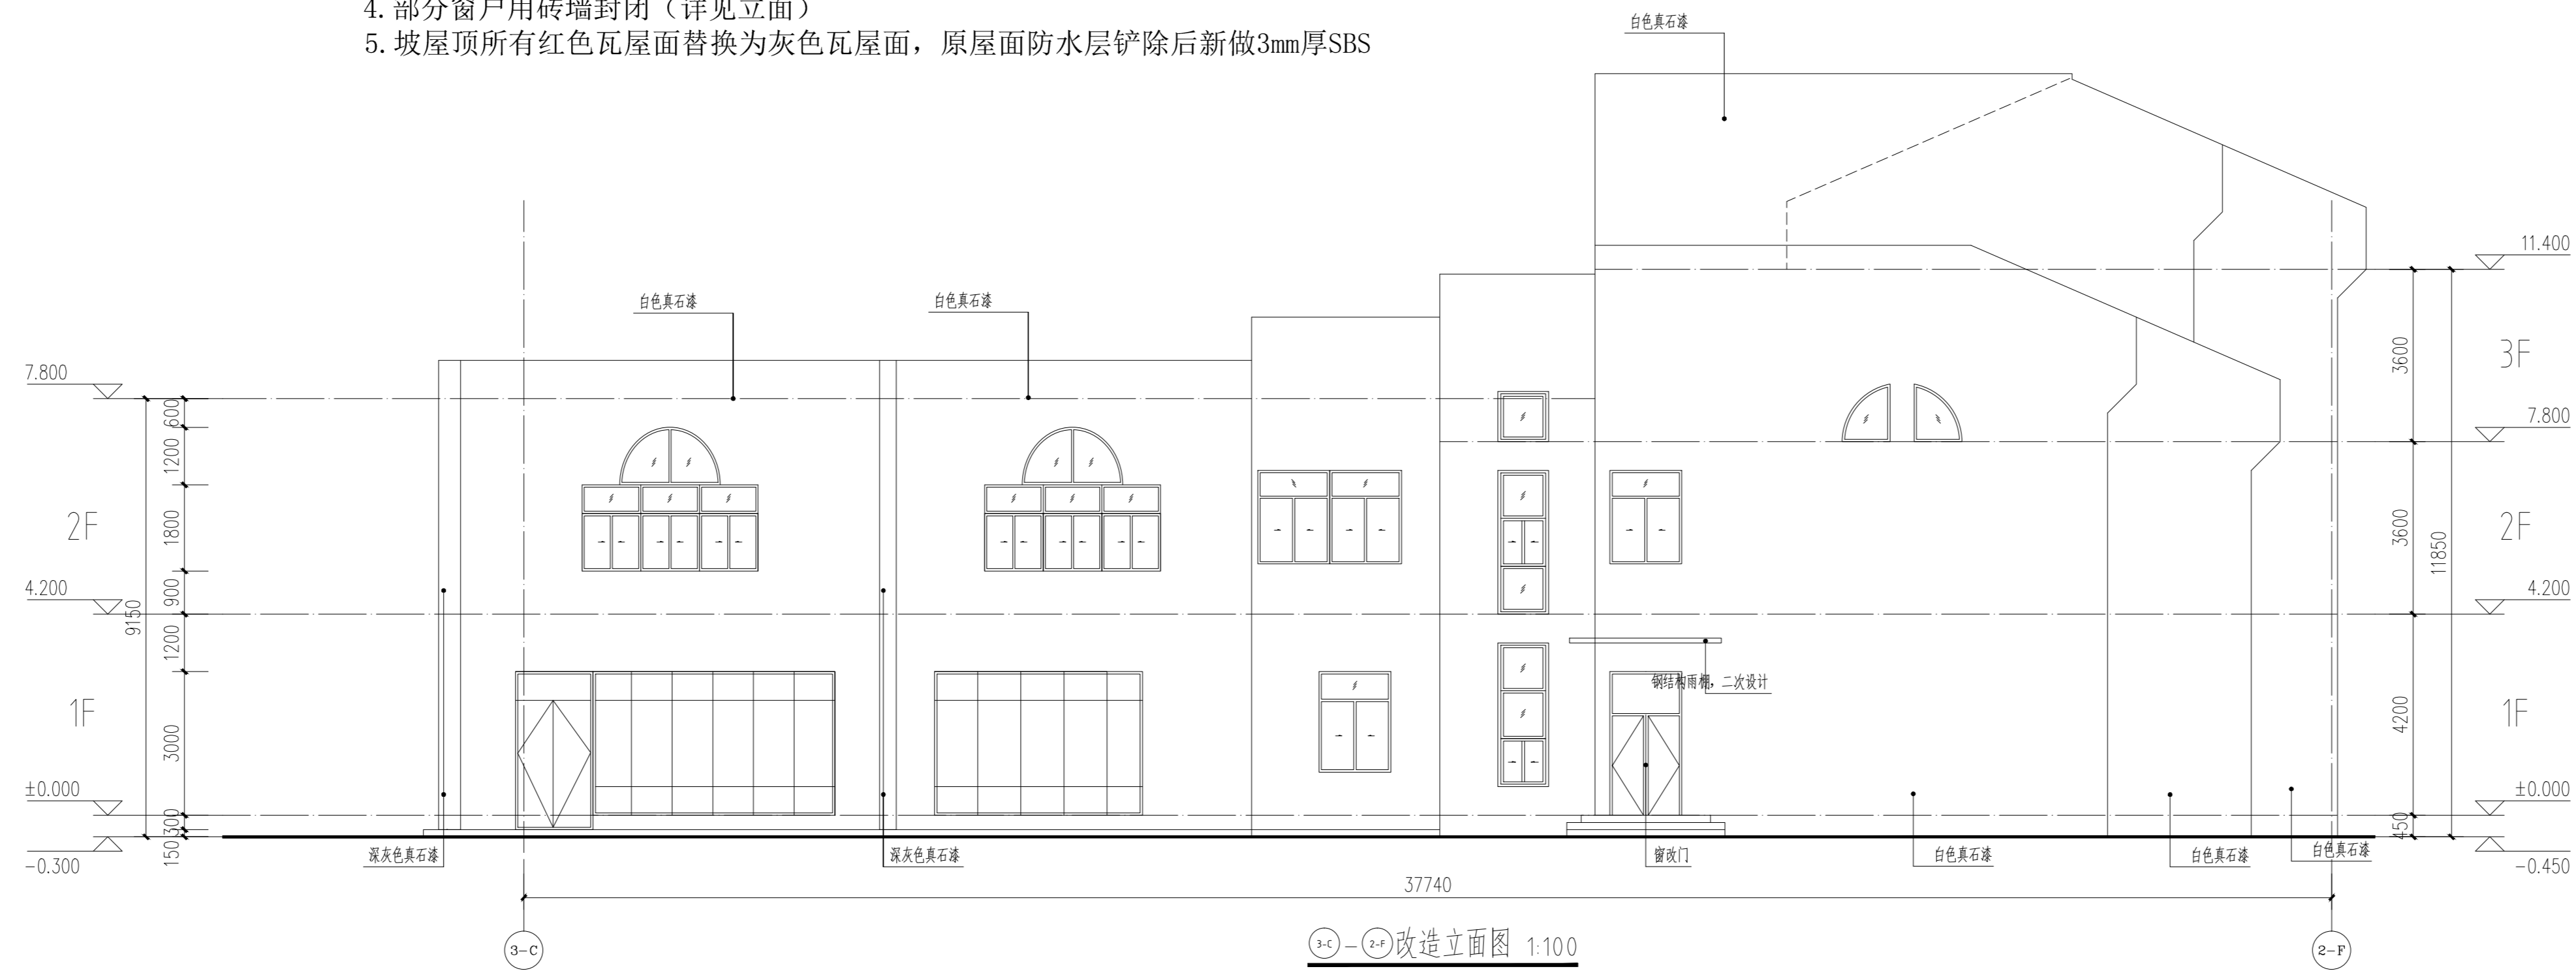 4.部分窗户用砖墙封闭（详见立面）
5.坡屋顶所有红色瓦屋面替换为灰色瓦屋面，原屋面防水层铲除后新做3mm厚SBS
白色真石漆
白色真石漆
白色真石漆
7.800
4.200
±0.000
-0.300
2F
1F
9150
600
1200
1800
900
1200
3000
300
150
11.400
7.800
4.200
±0.000
-0.450
3F
2F
1F
3600
3600
4200
450
11850
钢结构雨棚，二次设计
深灰色真石漆
深灰色真石漆
窗改门
白色真石漆
白色真石漆
白色真石漆
37740
3-C
2-F
3-C - 2-F 改造立面图 1:100